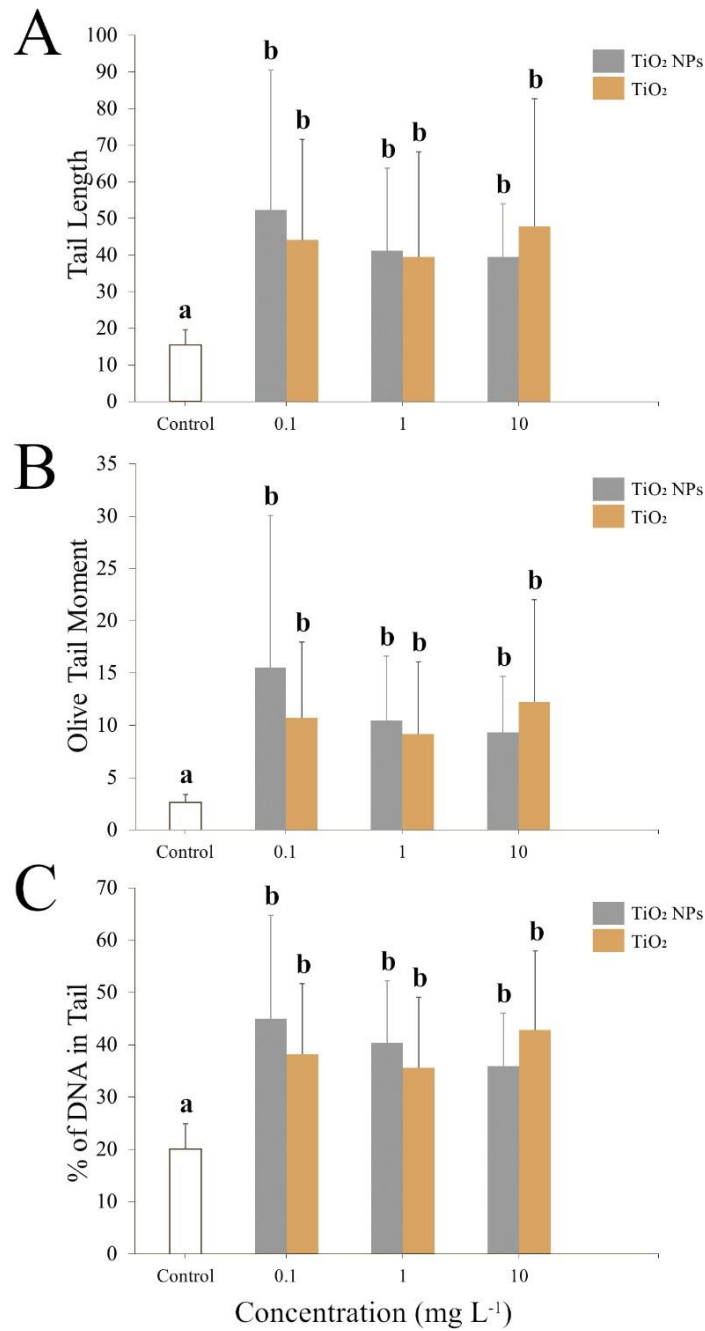 A
100
90
80
70
60
50
40
30
20
10
0
Tail Length
a
b
b
b
b
b
b
TiO₂ NPs
TiO₂
Control
0.1
1
10
B
35
30
25
20
15
10
5
0
Olive Tail Moment
a
b
b
b
b
b
b
TiO₂ NPs
TiO₂
Control
0.1
1
10
C
70
60
50
40
30
20
10
0
% of DNA in Tail
a
b
b
b
b
b
b
TiO₂ NPs
TiO₂
Control
0.1
1
10
Concentration (mg L⁻¹)